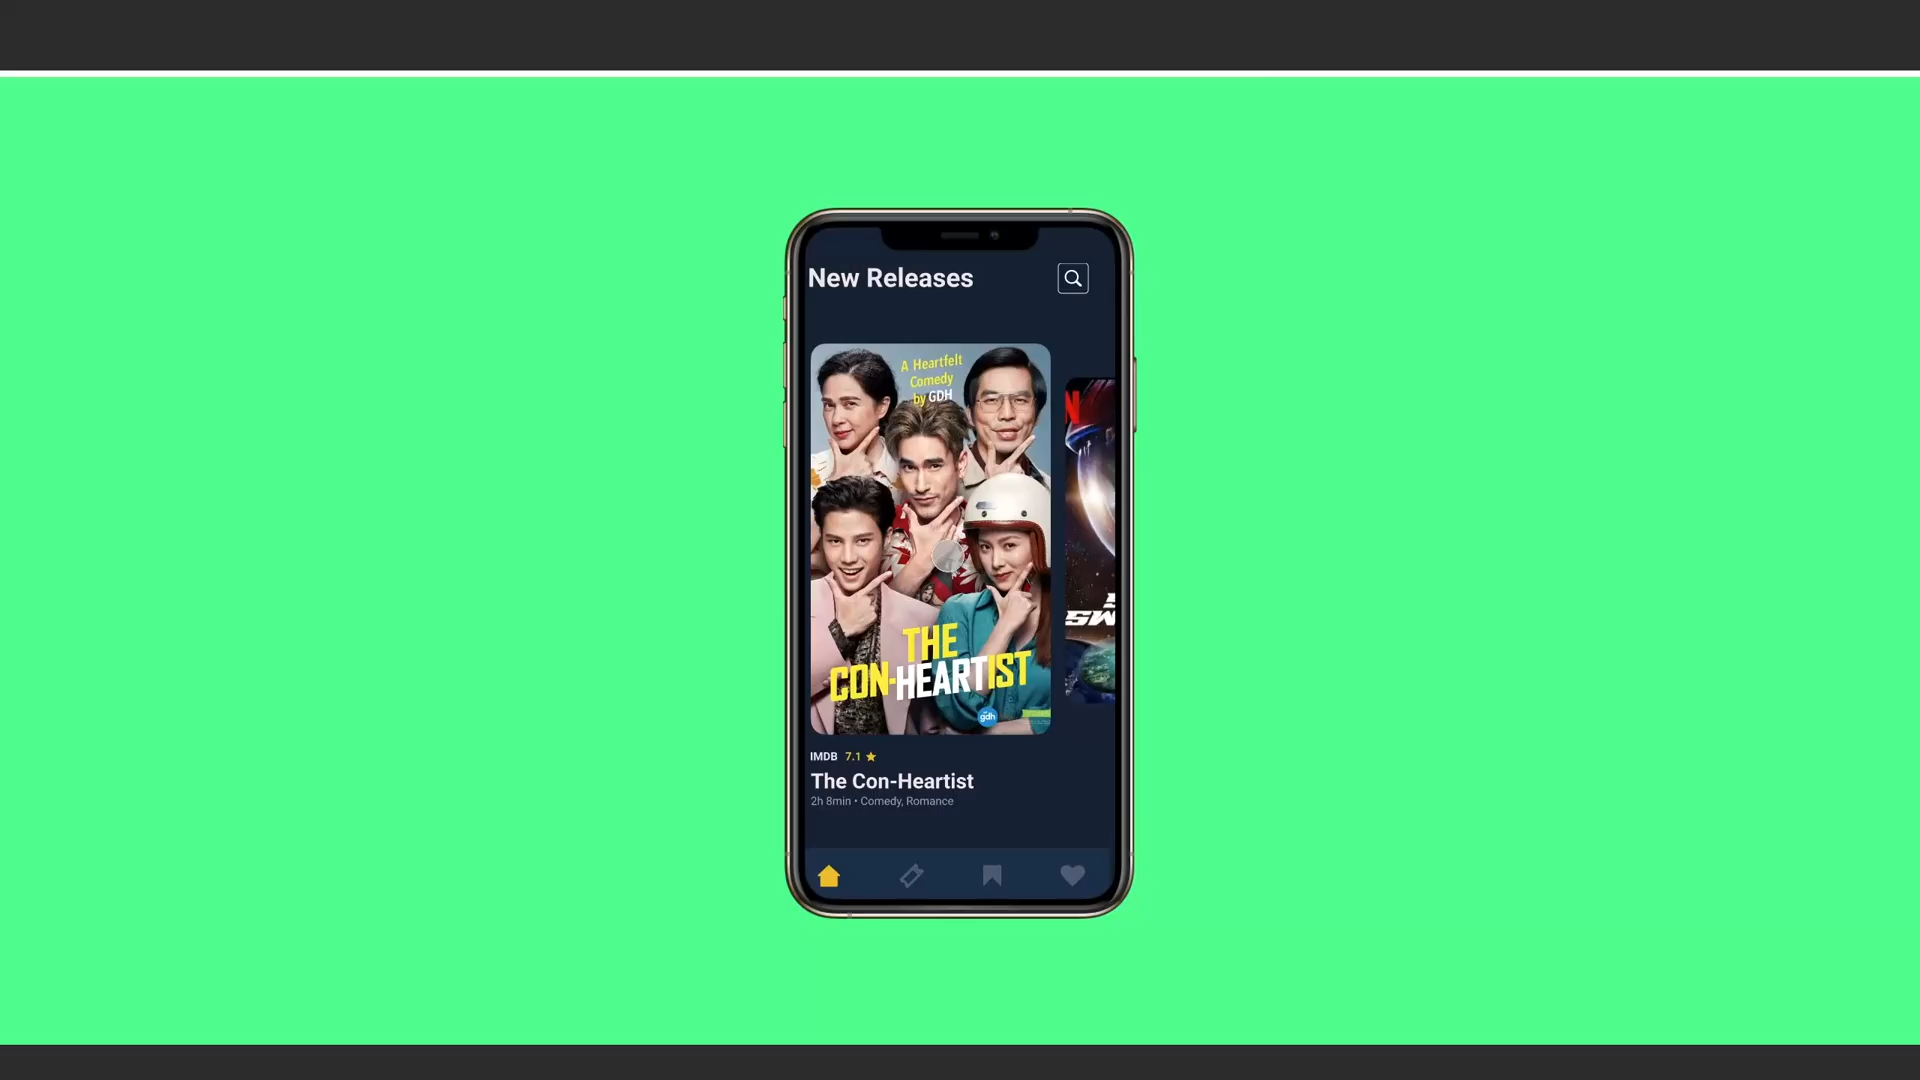 New Releases
A Heartfelt
Comedy
by GDH
N
THE
CON-HEARTIST
gdh
IMDB 7.1
The Con-Heartist
2h 8min • Comedy, Romance